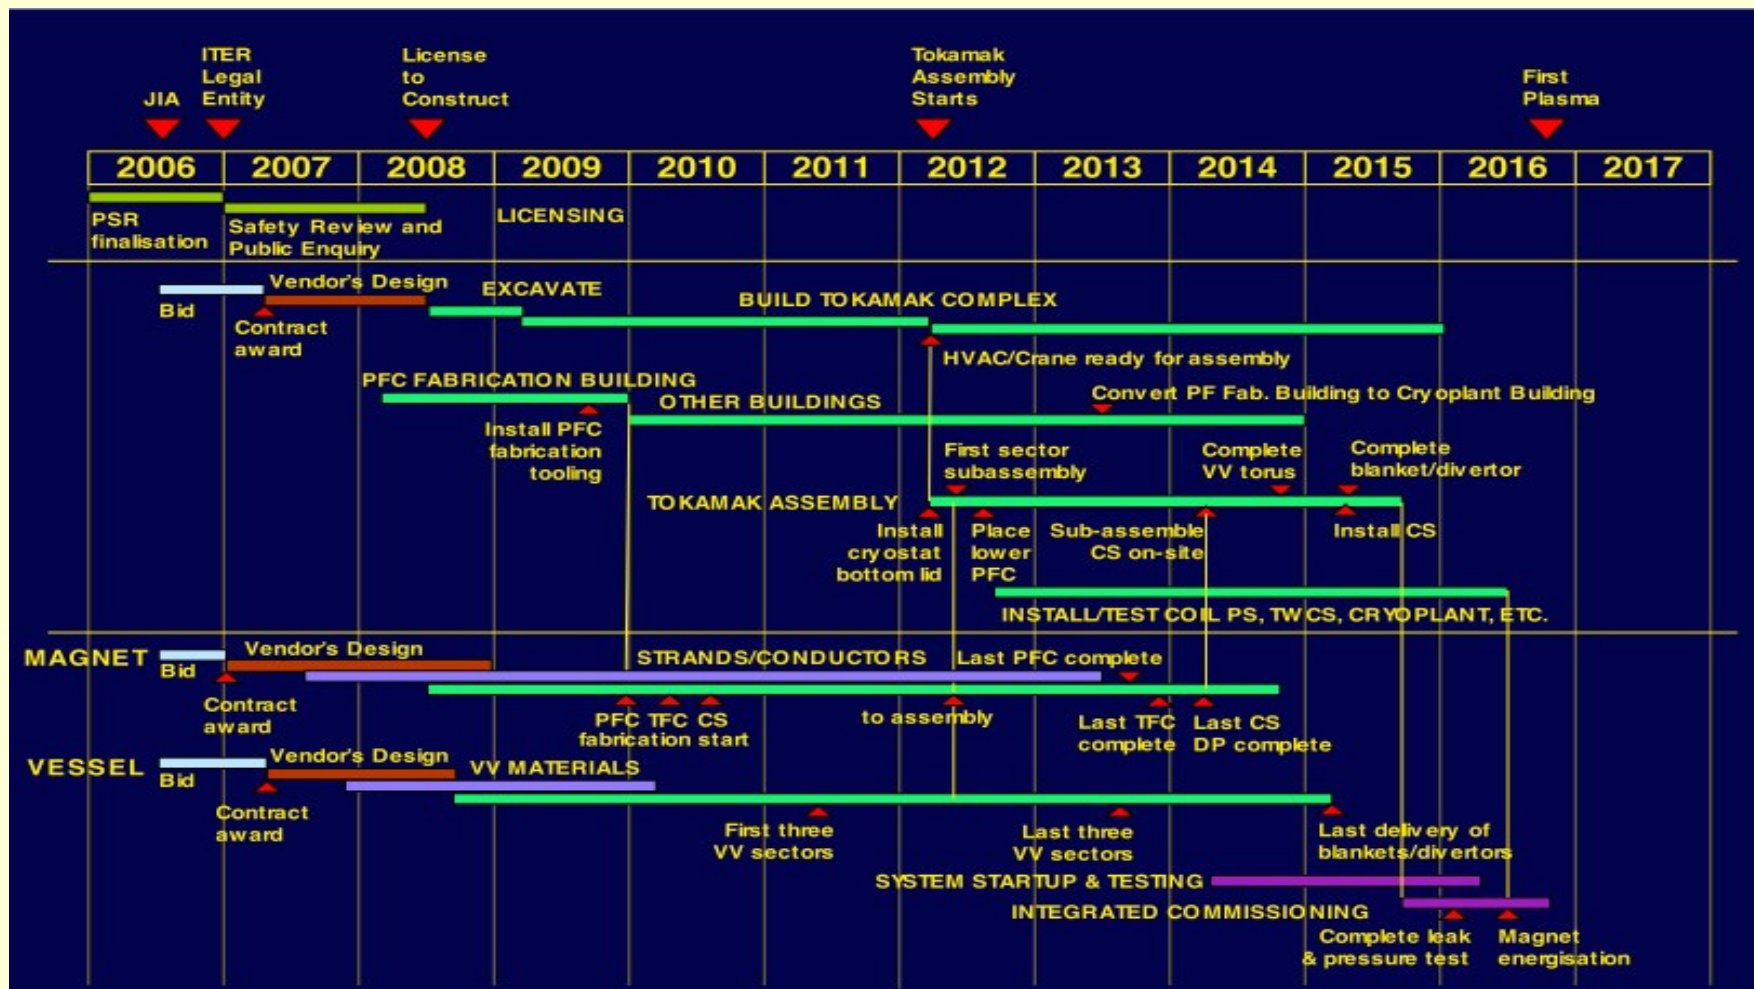 ITER
Legal
Entity
JIA
License
to
Construct
Tokamak
Assembly
Starts
First
Plasma
2006 2007 2008 2009 2010 2011 2012 2013 2014 2015 2016 2017
PSR
finalisation
Safety Review and
Public Enquiry
LICENSING
Bid
Vendor's Design
Contract
award
EXCAVATE
BUILD TOKAMAK COMPLEX
HVAC/Crane ready for assembly
PFC FABRICATION BUILDING
Install PFC
fabrication
tooling
OTHER BUILDINGS
Convert PF Fab. Building to Cryoplant Building
First sector
subassembly
Complete
VV torus
Complete
blanket/divertor
TOKAMAK ASSEMBLY
Install
cryostat
bottom lid
Place
lower
PFC
Sub-assemble
CS on-site
Install CS
INSTALL/TEST COIL PS, TWCS, CRYOPLANT, ETC.
MAGNET
Bid
Vendor's Design
Contract
award
STRANDS/CONDUCTORS
Last PFC complete
PFC TFC CS
fabrication start
to assembly
Last TFC
complete
Last CS
DP complete
VESSEL
Bid
Vendor's Design
Contract
award
VV MATERIALS
First three
VV sectors
Last three
VV sectors
Last delivery of
blankets/divertors
SYSTEM STARTUP & TESTING
INTEGRATED COMMISSIONING
Complete leak
& pressure test
Magnet
energisation